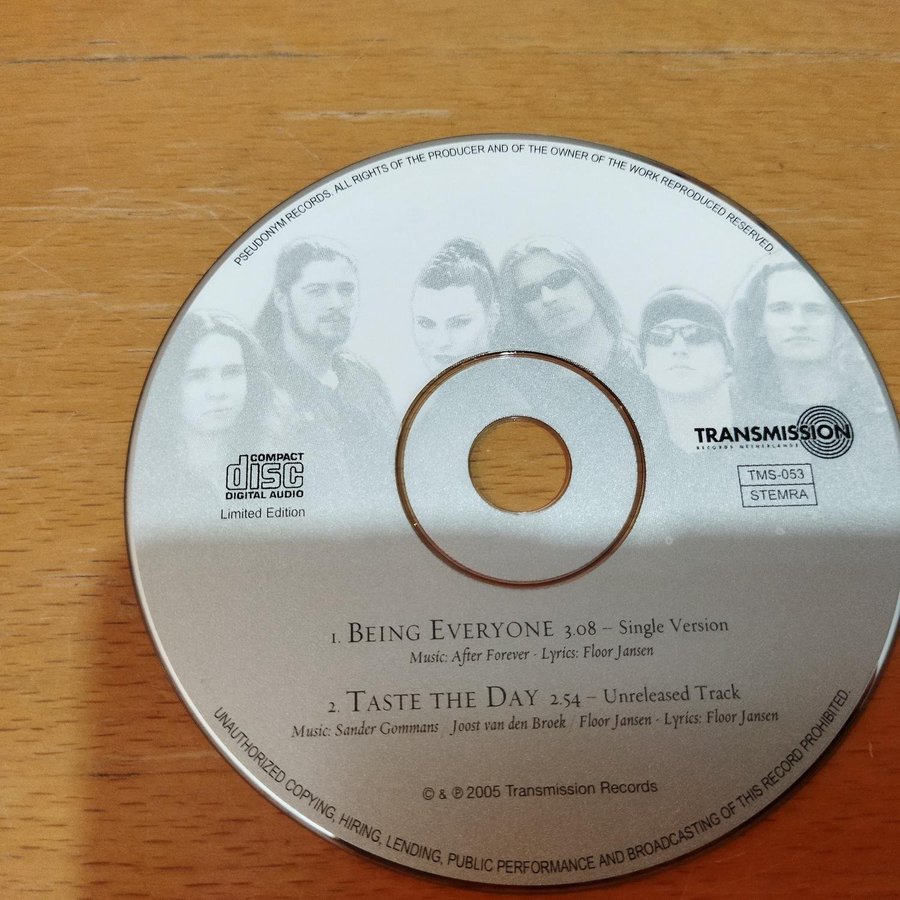 PSEUDONYM RECORDS. ALL RIGHTS OF THE PRODUCER AND OF THE OWNER OF THE WORK REPRODUCED RESERVED.
COMPACT
disc
DIGITAL AUDIO
Limited Edition
TRANSMISSION
RECORDS NETHERLANDS
TMS-053
STEMRA
1. BEING EVERYONE 3.08 – Single Version
Music: After Forever - Lyrics: Floor Jansen
2. TASTE THE DAY 2.54 – Unreleased Track
Music: Sander Gommans / Joost van den Broek / Floor Jansen - Lyrics: Floor Jansen
© & ℗ 2005 Transmission Records
UNAUTHORIZED COPYING, HIRING, LENDING, PUBLIC PERFORMANCE AND BROADCASTING OF THIS RECORD PROHIBITED.